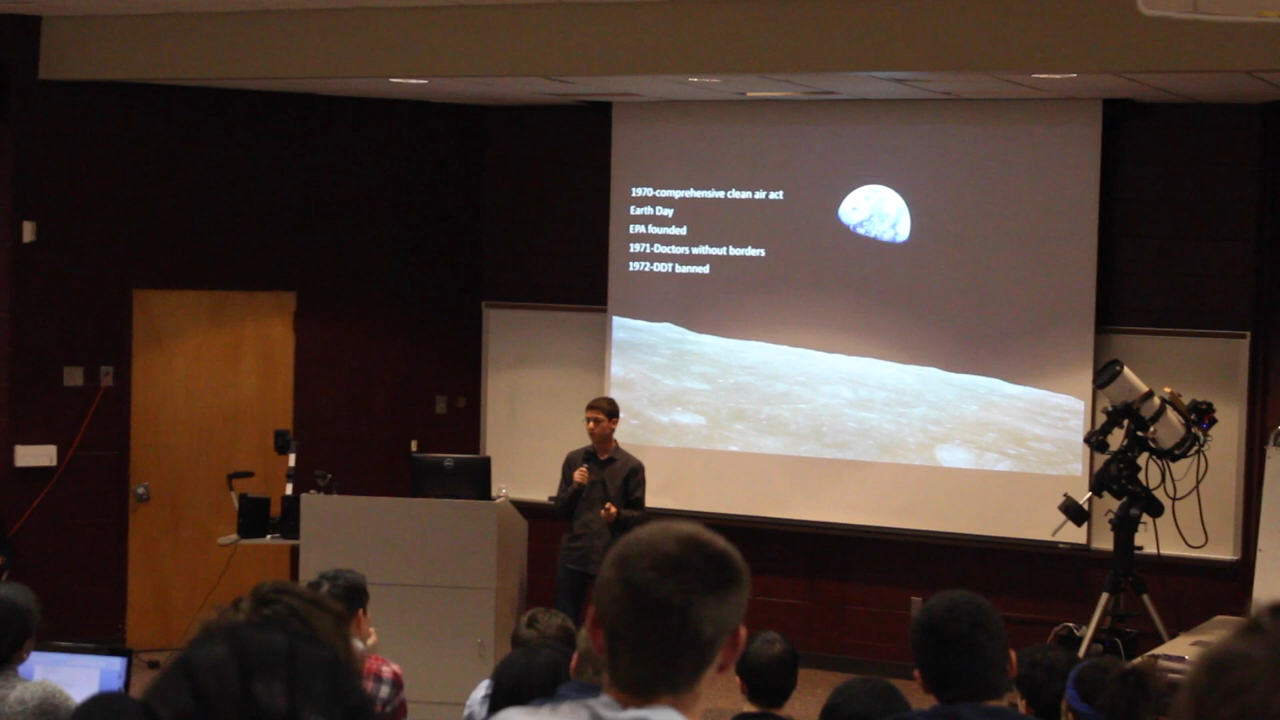 1970-comprehensive clean air act
Earth Day
EPA founded
1971-Doctors without borders
1972-DDT banned